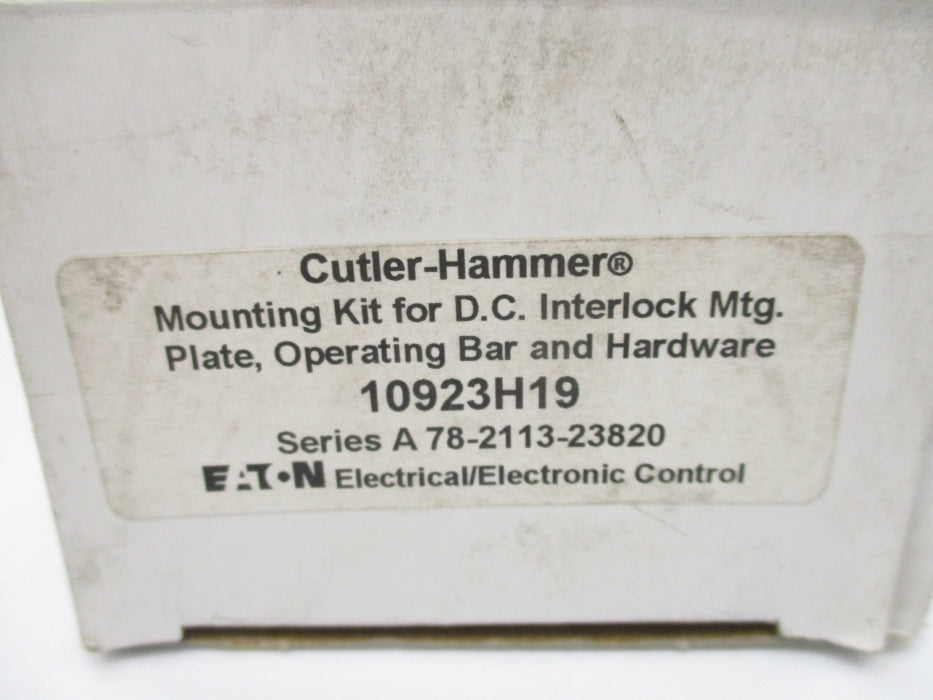 Cutler-Hammer®
Mounting Kit for D.C. Interlock Mtg.
Plate, Operating Bar and Hardware
10923H19
Series A 78-2113-23820
EATON Electrical/Electronic Control